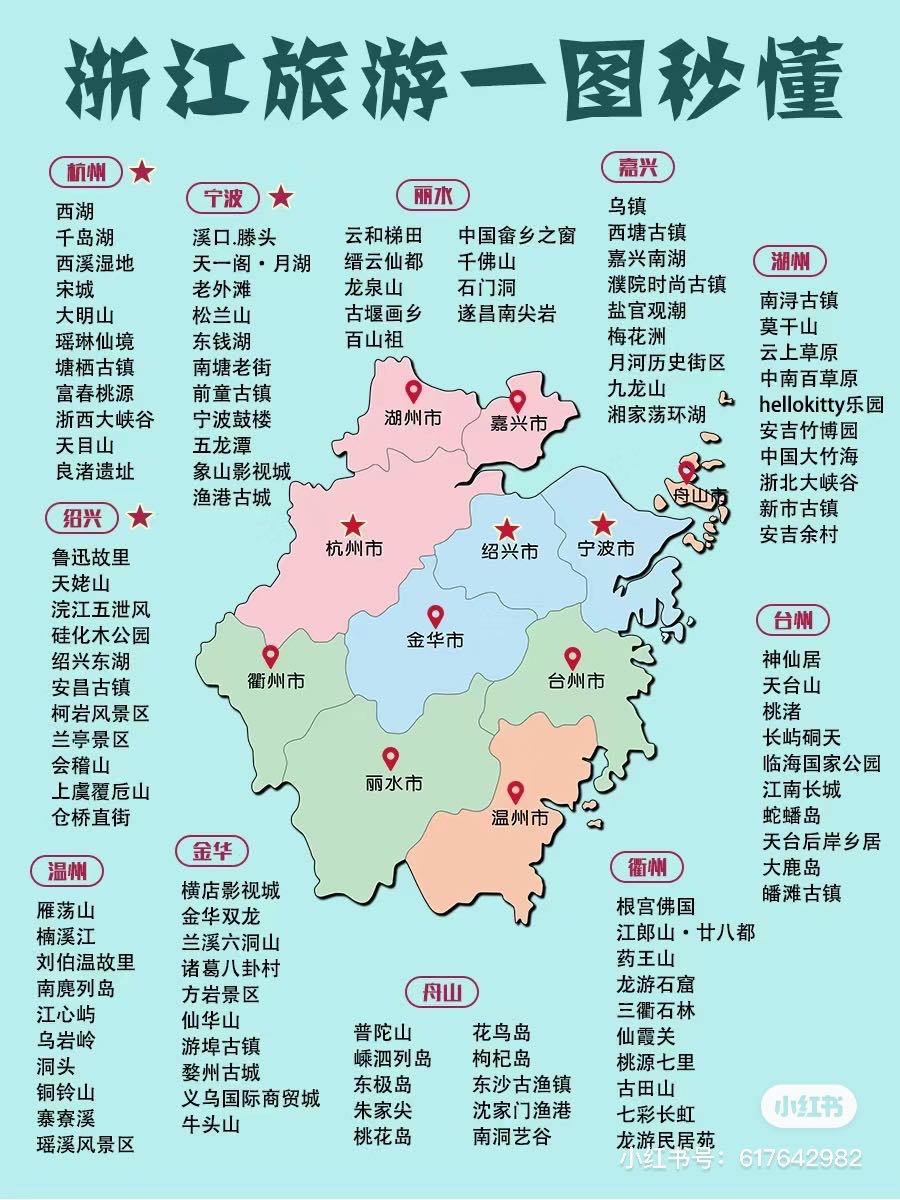 浙江旅游一图秒懂
杭州
西湖
千岛湖
西溪湿地
宋城
大明山
瑶琳仙境
塘栖古镇
富春桃源
浙西大峡谷
天目山
良渚遗址
宁波
溪口.滕头
天一阁·月湖
老外滩
松兰山
东钱湖
南塘老街
前童古镇
宁波鼓楼
五龙潭
象山影视城
渔港古城
丽水
云和梯田
缙云仙都
龙泉山
古堰画乡
百山祖
中国畲乡之窗
千佛山
石门洞
遂昌南尖岩
嘉兴
乌镇
西塘古镇
嘉兴南湖
濮院时尚古镇
盐官观潮
梅花洲
月河历史街区
九龙山
湘家荡环湖
湖州
南浔古镇
莫干山
云上草原
中南百草原
hellokitty乐园
安吉竹博园
中国大竹海
浙北大峡谷
新市古镇
安吉余村
绍兴
鲁迅故里
天姥山
浣江五泄风
硅化木公园
绍兴东湖
安昌古镇
柯岩风景区
兰亭景区
会稽山
上虞覆卮山
仓桥直街
湖州市
嘉兴市
舟山市
杭州市
绍兴市
宁波市
金华市
衢州市
台州市
丽水市
温州市
台州
神仙居
天台山
桃渚
长屿硐天
临海国家公园
江南长城
蛇蟠岛
天台后岸乡居
大鹿岛
皤滩古镇
温州
雁荡山
楠溪江
刘伯温故里
南麂列岛
江心屿
乌岩岭
洞头
铜铃山
寨寮溪
瑶溪风景区
金华
横店影视城
金华双龙
兰溪六洞山
诸葛八卦村
方岩景区
仙华山
游埠古镇
婺州古城
义乌国际商贸城
牛头山
舟山
普陀山
嵊泗列岛
东极岛
朱家尖
桃花岛
花鸟岛
枸杞岛
东沙古渔镇
沈家门渔港
南洞艺谷
衢州
根宫佛国
江郎山·廿八都
药王山
龙游石窟
三衢石林
仙霞关
桃源七里
古田山
七彩长虹
龙游民居苑
小红书
小红书号：617642982